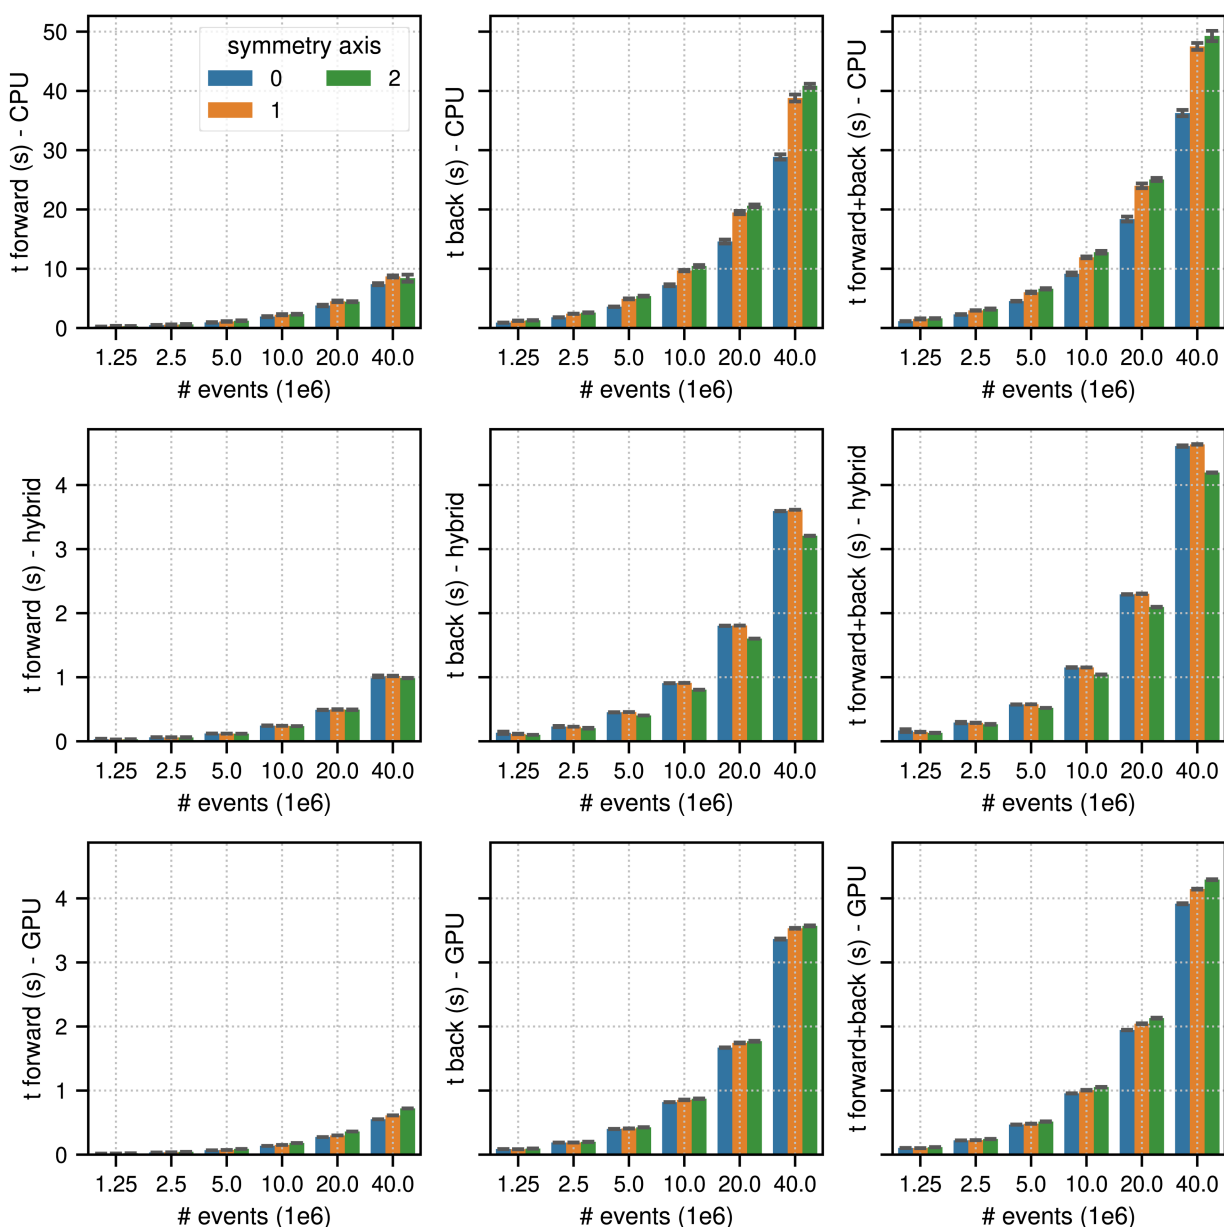 symmetry axis
0 2
1
t forward (s) - CPU
50
40
30
20
10
0
1.25 2.5 5.0 10.0 20.0 40.0
# events (1e6)
t back (s) - CPU
1.25 2.5 5.0 10.0 20.0 40.0
# events (1e6)
t forward+back (s) - CPU
1.25 2.5 5.0 10.0 20.0 40.0
# events (1e6)
t forward (s) - hybrid
4
3
2
1
0
1.25 2.5 5.0 10.0 20.0 40.0
# events (1e6)
t back (s) - hybrid
1.25 2.5 5.0 10.0 20.0 40.0
# events (1e6)
t forward+back (s) - hybrid
1.25 2.5 5.0 10.0 20.0 40.0
# events (1e6)
t forward (s) - GPU
4
3
2
1
0
1.25 2.5 5.0 10.0 20.0 40.0
# events (1e6)
t back (s) - GPU
1.25 2.5 5.0 10.0 20.0 40.0
# events (1e6)
t forward+back (s) - GPU
1.25 2.5 5.0 10.0 20.0 40.0
# events (1e6)